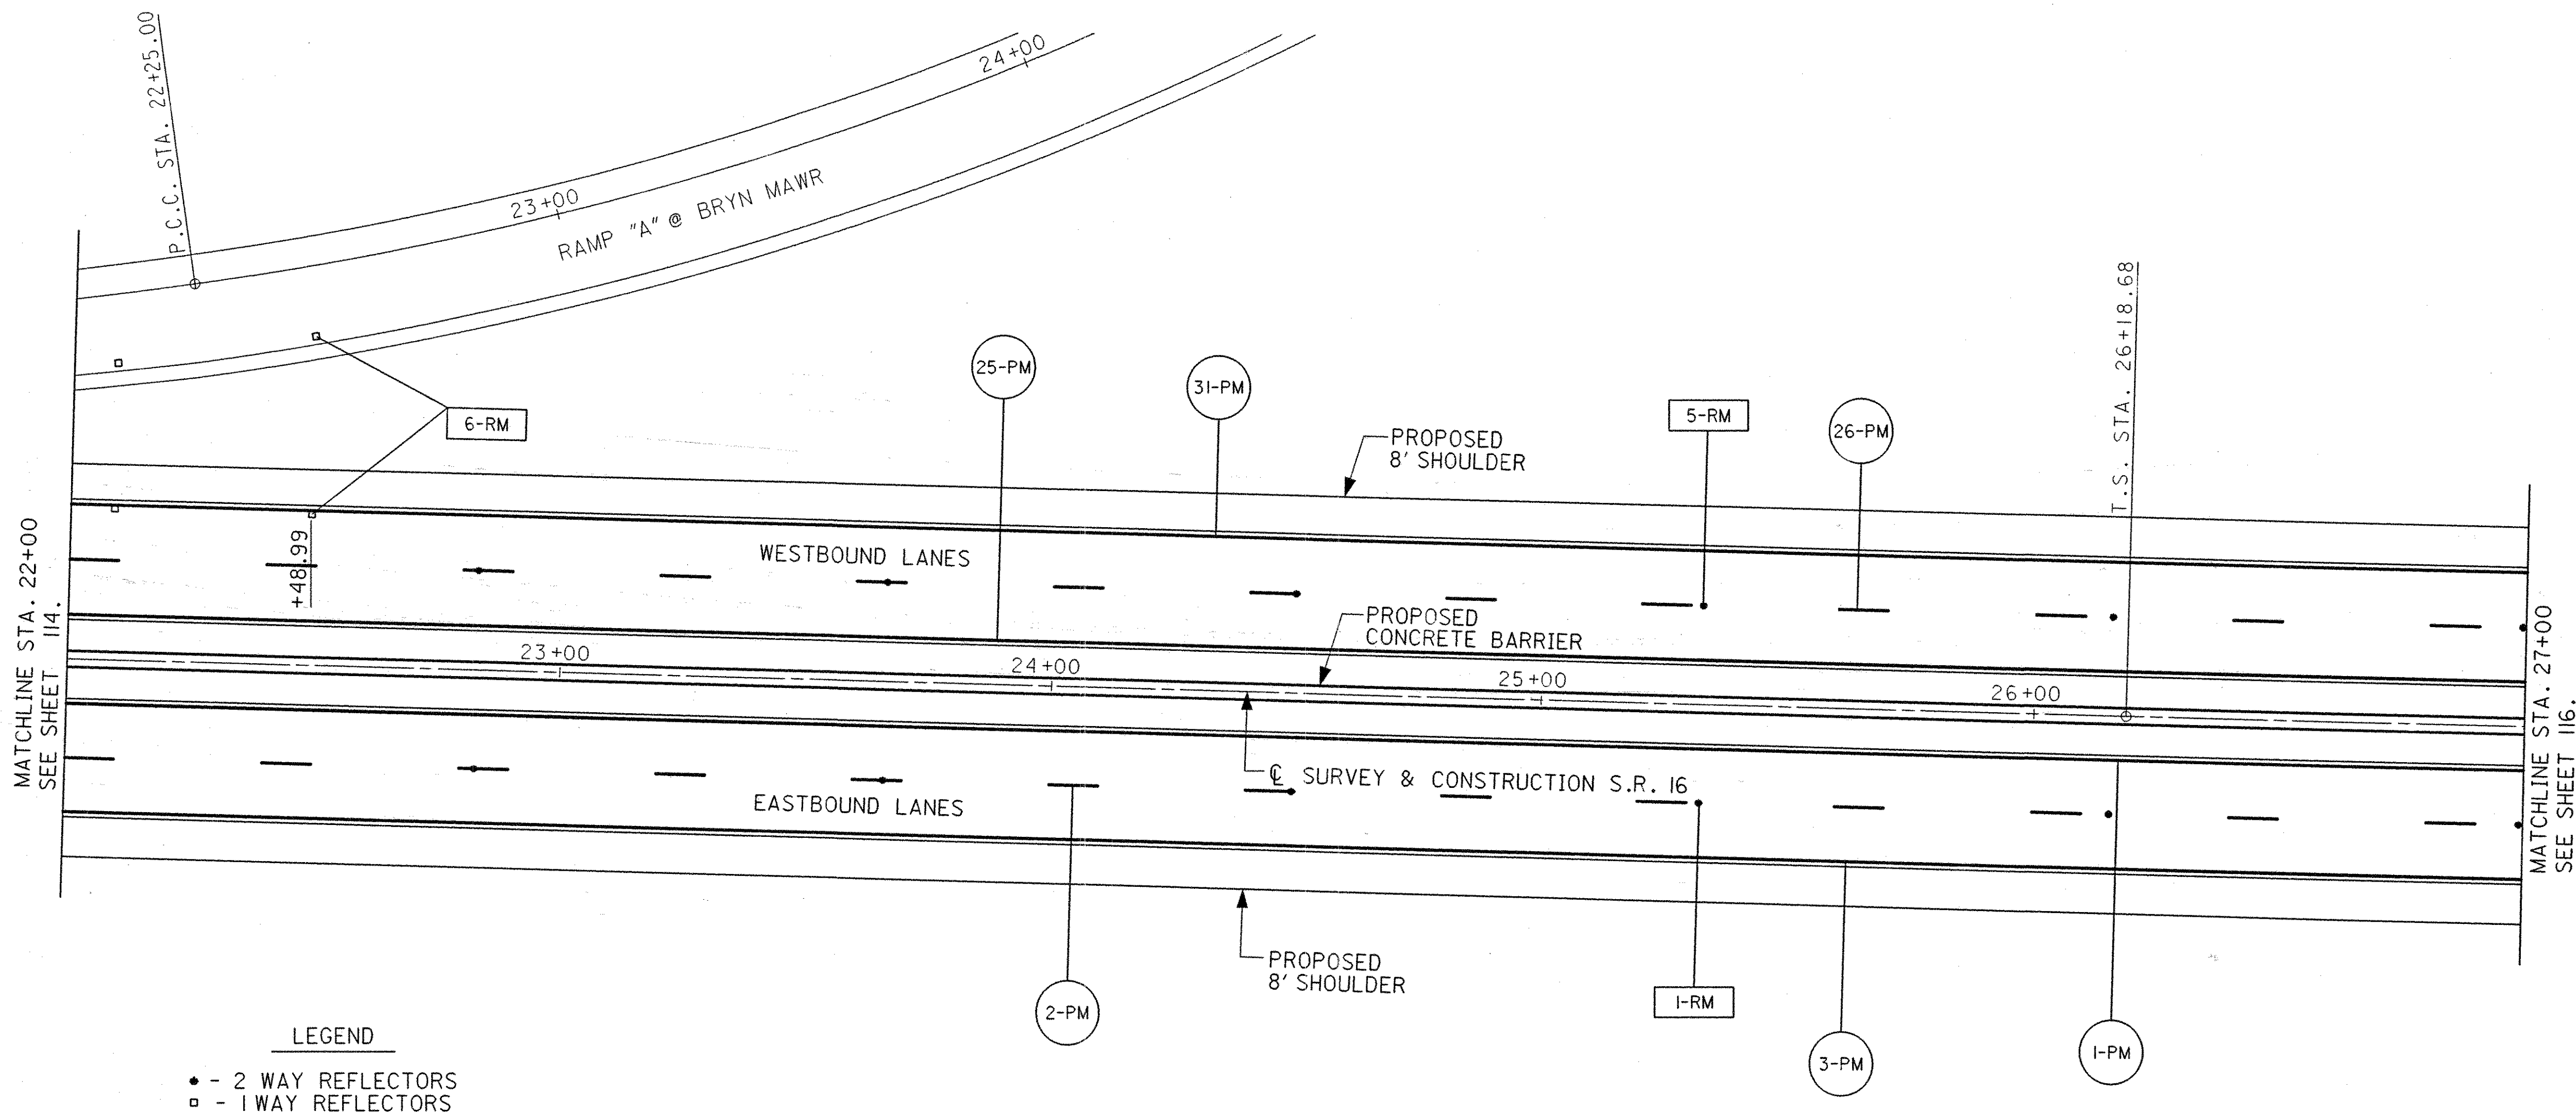 P.C.C. STA. 22+25.00
24+00
23+00
RAMP "A" @ BRYN MAWR
6-RM
25-PM
31-PM
PROPOSED
8' SHOULDER
5-RM
26-PM
T.S. STA. 26+18.68
MATCHLINE STA. 22+00
SEE SHEET 114.
+48.99
WESTBOUND LANES
PROPOSED
CONCRETE BARRIER
23+00
24+00
25+00
26+00
MATCHLINE STA. 27+00
SEE SHEET 116.
℄ SURVEY & CONSTRUCTION S.R. 16
EASTBOUND LANES
PROPOSED
8' SHOULDER
2-PM
1-RM
3-PM
1-PM
LEGEND
• - 2 WAY REFLECTORS
□ - 1 WAY REFLECTORS